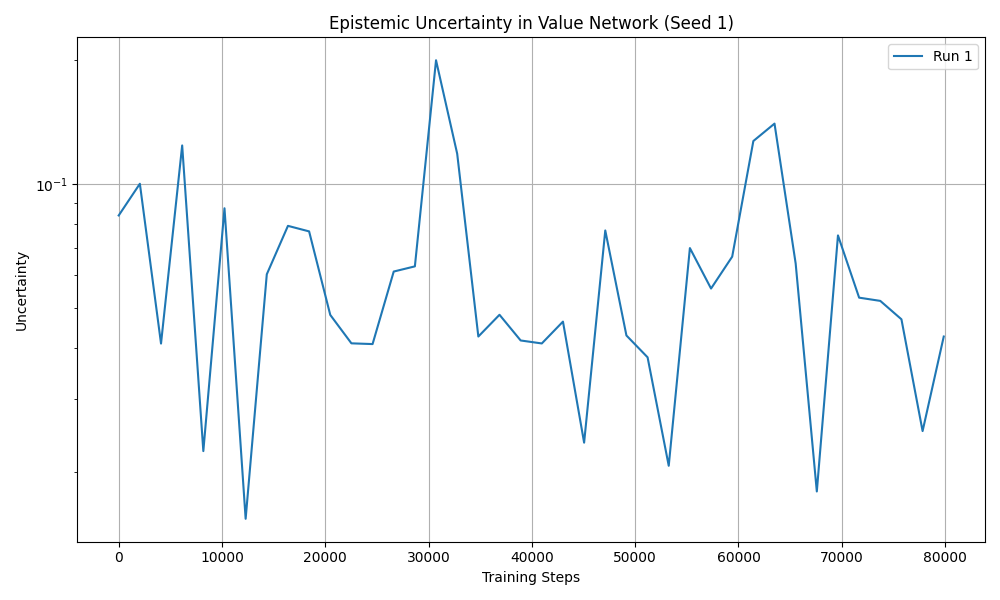 Epistemic Uncertainty in Value Network (Seed 1)
Run 1
10⁻¹
Uncertainty
0 10000 20000 30000 40000 50000 60000 70000 80000
Training Steps